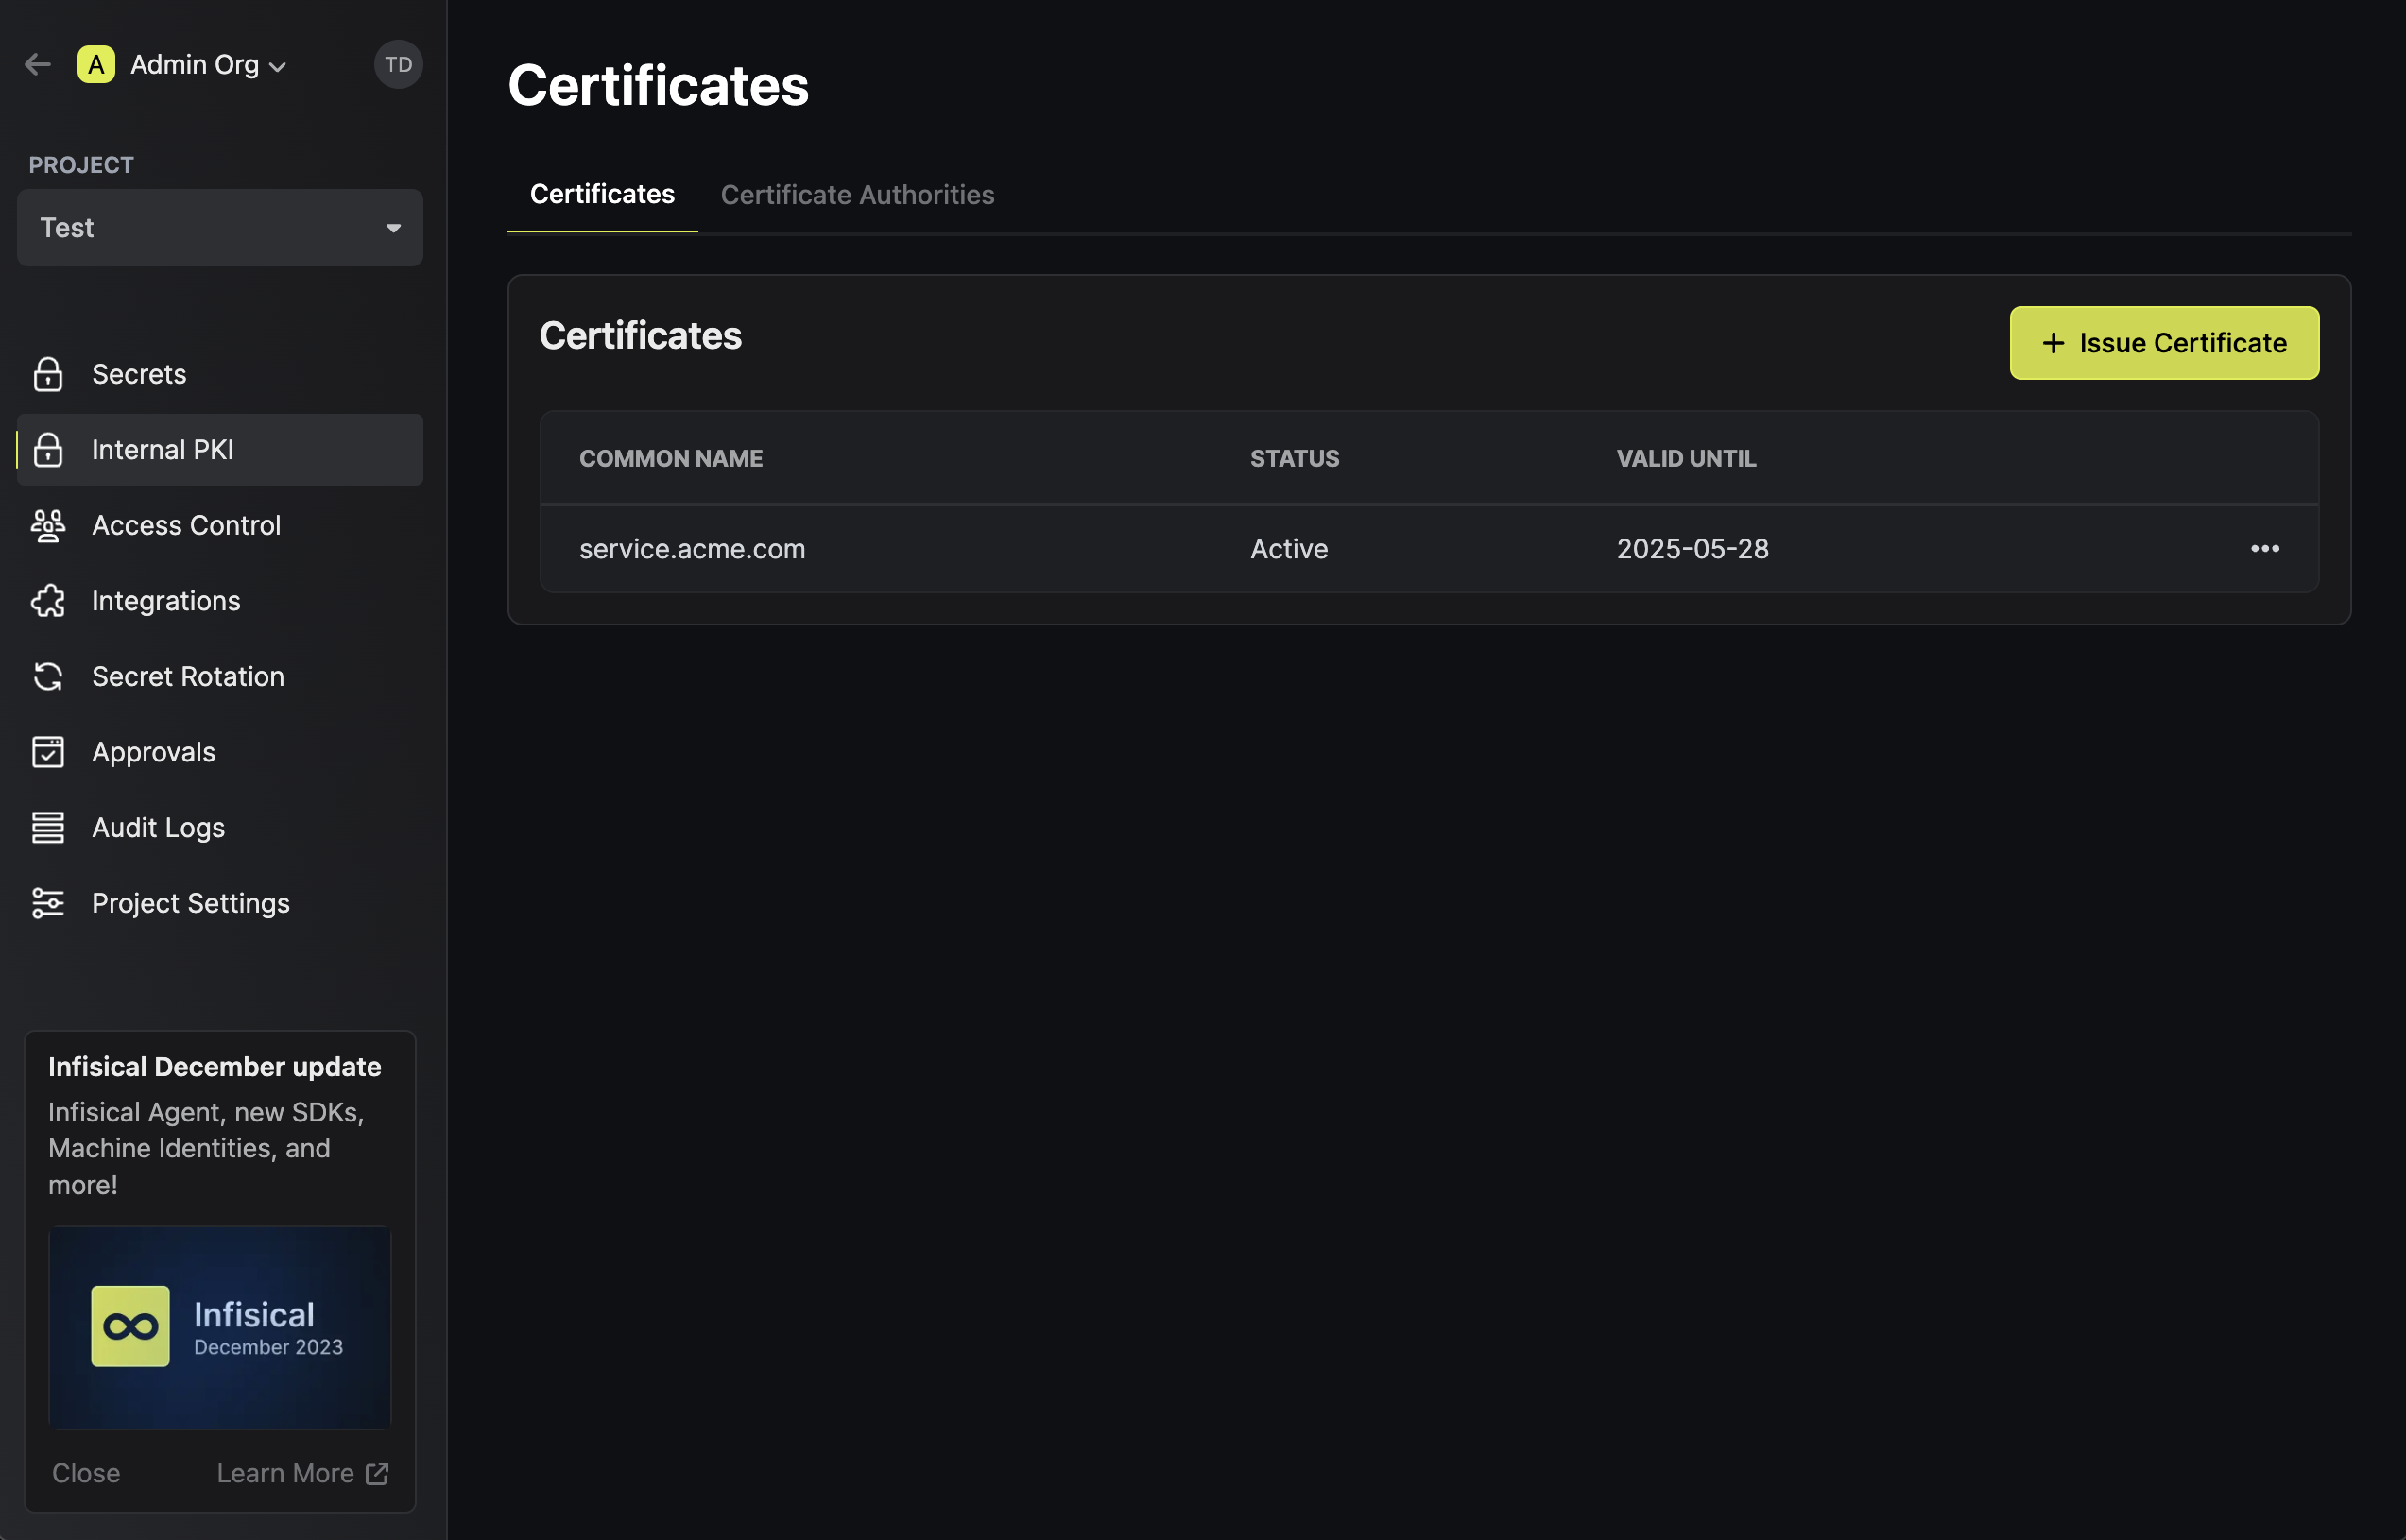 A Admin Org TD
PROJECT
Test
Secrets
Internal PKI
Access Control
Integrations
Secret Rotation
Approvals
Audit Logs
Project Settings
Infisical December update
Infisical Agent, new SDKs,
Machine Identities, and
more!
Infisical
December 2023
Close Learn More
Certificates
Certificates Certificate Authorities
Certificates
Issue Certificate
COMMON NAME STATUS VALID UNTIL
service.acme.com Active 2025-05-28